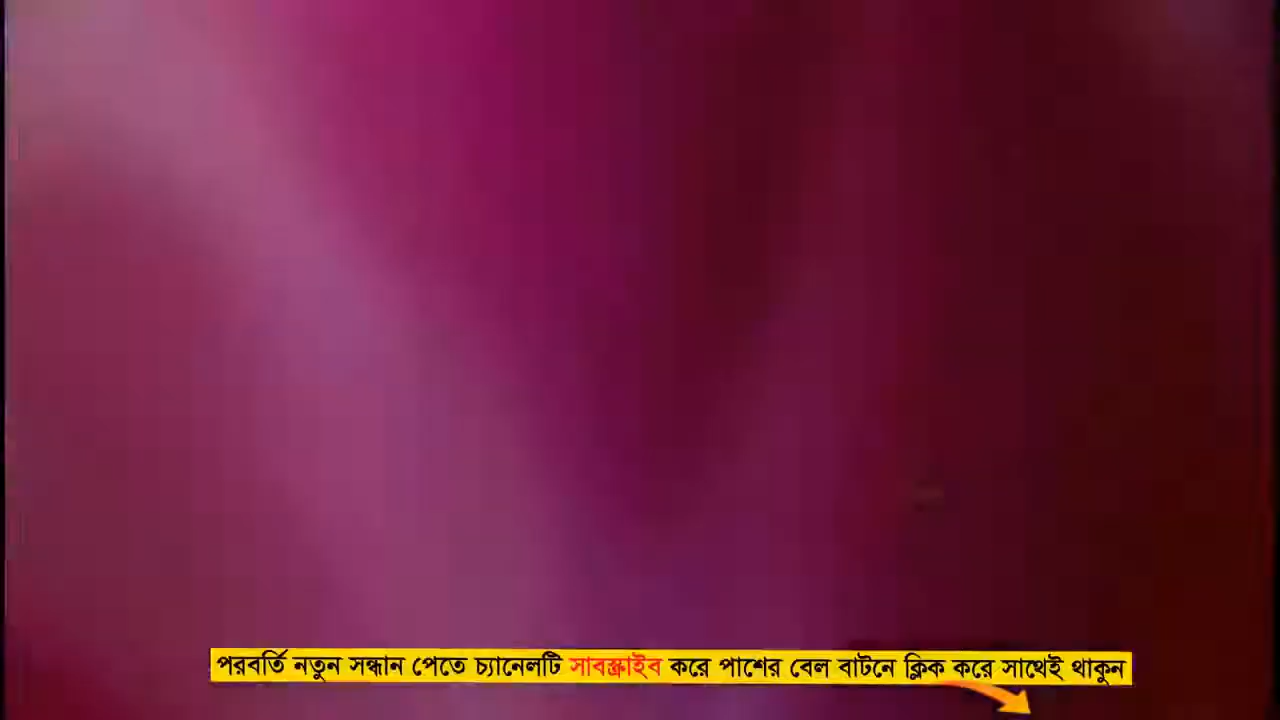 পরবর্তি নতুন সন্ধান পেতে চ্যানেলটি সাবস্ক্রাইব করে পাশের বেল বাটনে ক্লিক করে সাথেই থাকুন